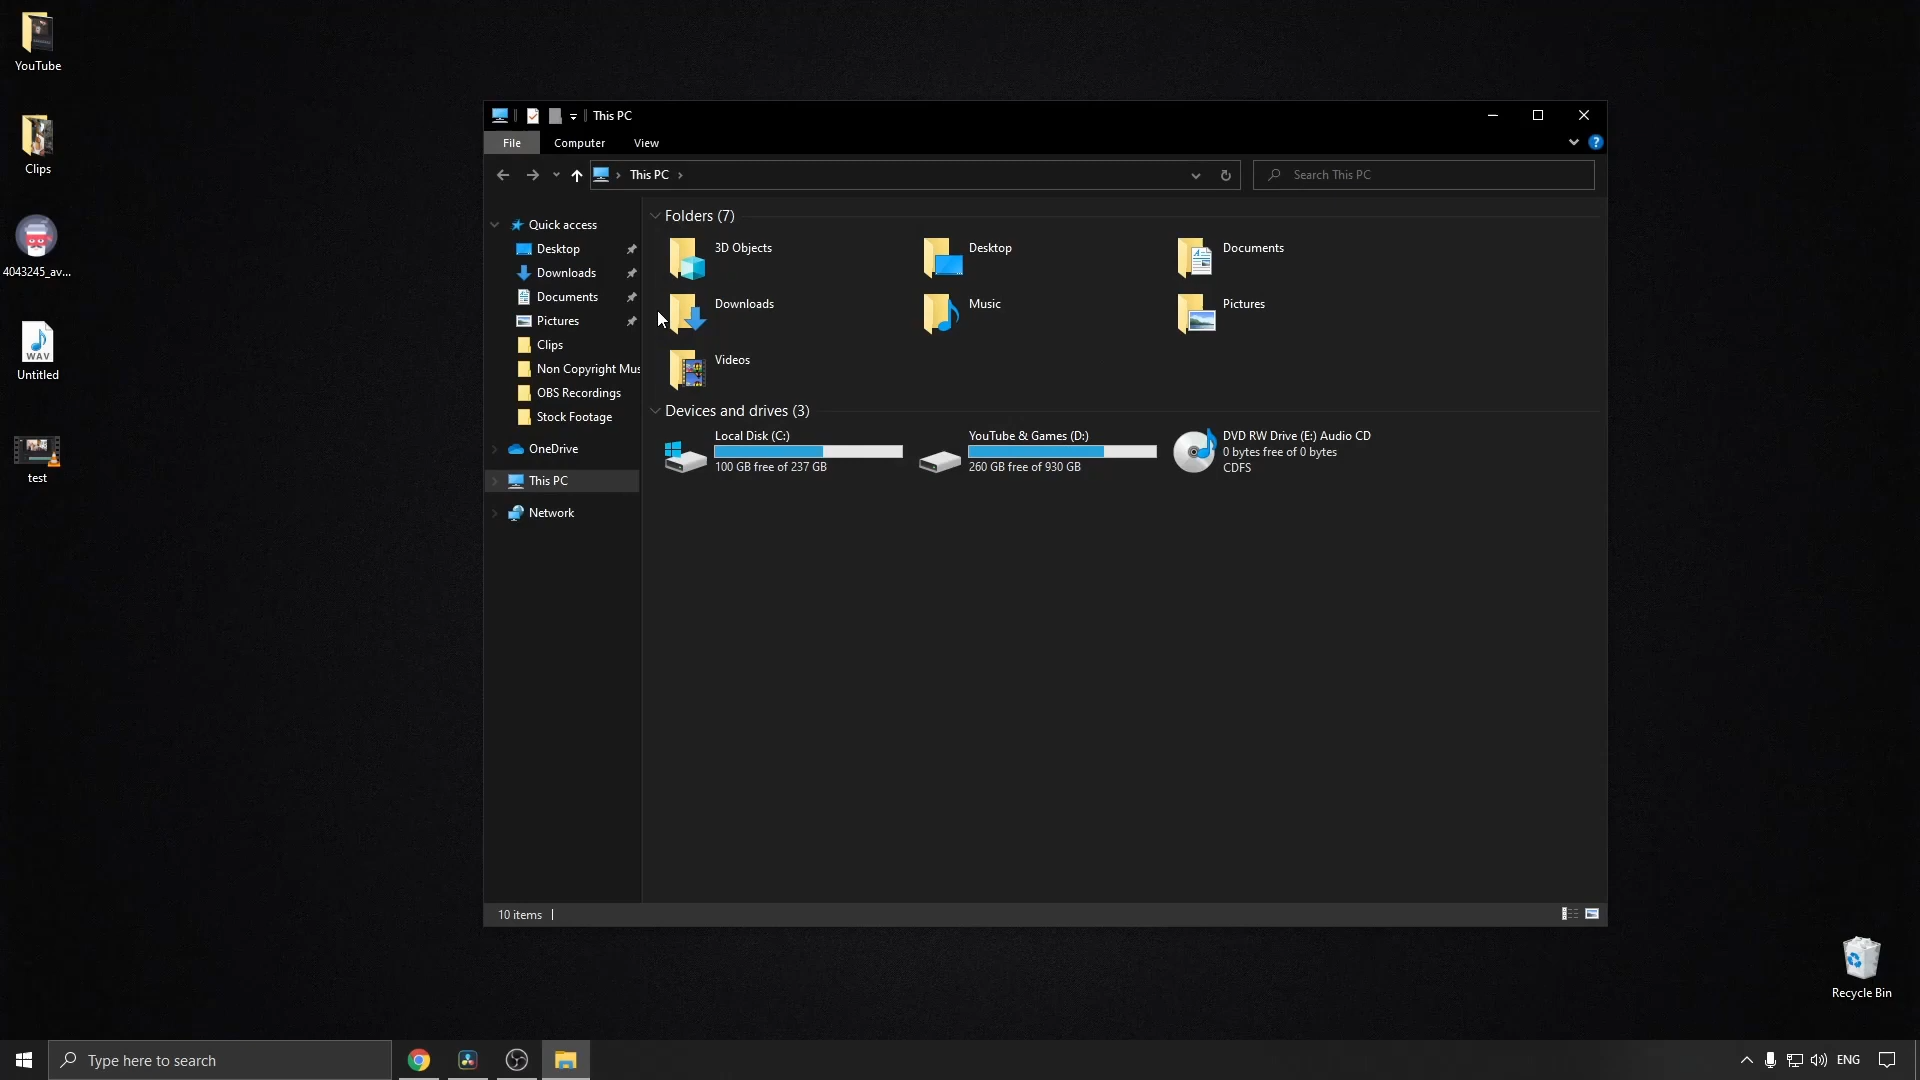 YouTube
Clips
4043245_av...
WAV
Untitled
test
This PC
File
Computer
View
This PC
Search This PC
Quick access
Desktop
Downloads
Documents
Pictures
Clips
Non Copyright Mus
OBS Recordings
Stock Footage
OneDrive
This PC
Network
Folders (7)
3D Objects
Desktop
Documents
Downloads
Music
Pictures
Videos
Devices and drives (3)
Local Disk (C:)
100 GB free of 237 GB
YouTube & Games (D:)
260 GB free of 930 GB
DVD RW Drive (E:) Audio CD
0 bytes free of 0 bytes
CDFS
10 items
Recycle Bin
Type here to search
ENG